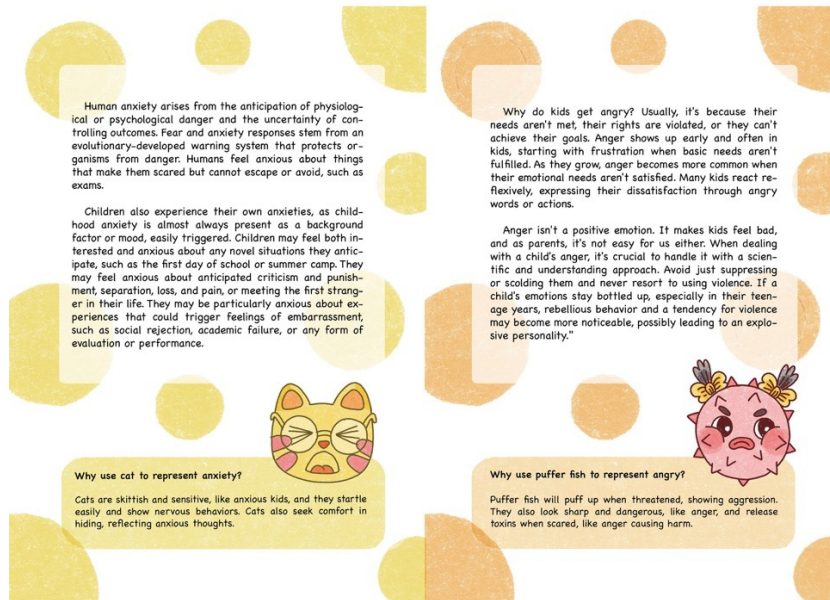 Human anxiety arises from the anticipation of physiolog-
ical or psychological danger and the uncertainty of con-
trolling outcomes. Fear and anxiety responses stem from an
evolutionary-developed warning system that protects or-
ganisms from danger. Humans feel anxious about things
that make them scared but cannot escape or avoid, such as
exams.
Children also experience their own anxieties, as child-
hood anxiety is almost always present as a background
factor or mood, easily triggered. Children may feel both in-
terested and anxious about any novel situations they antic-
ipate, such as the first day of school or summer camp. They
may feel anxious about anticipated criticism and punish-
ment, separation, loss, and pain, or meeting the first strang-
er in their life. They may be particularly anxious about ex-
periences that could trigger feelings of embarrassment,
such as social rejection, academic failure, or any form of
evaluation or performance.
Why use cat to represent anxiety?
Cats are skittish and sensitive, like anxious kids, and they startle
easily and show nervous behaviors. Cats also seek comfort in
hiding, reflecting anxious thoughts.
Why do kids get angry? Usually, it's because their
needs aren't met, their rights are violated, or they can't
achieve their goals. Anger shows up early and often in
kids, starting with frustration when basic needs aren't
fulfilled. As they grow, anger becomes more common when
their emotional needs aren't satisfied. Many kids react re-
flexively, expressing their dissatisfaction through angry
words or actions.
Anger isn't a positive emotion. It makes kids feel bad,
and as parents, it's not easy for us either. When dealing
with a child's anger, it's crucial to handle it with a scien-
tific and understanding approach. Avoid just suppressing
or scolding them and never resort to using violence. If a
child's emotions stay bottled up, especially in their teen-
age years, rebellious behavior and a tendency for violence
may become more noticeable, possibly leading to an explo-
sive personality."
Why use puffer fish to represent angry?
Puffer fish will puff up when threatened, showing aggression.
They also look sharp and dangerous, like anger, and release
toxins when scared, like anger causing harm.